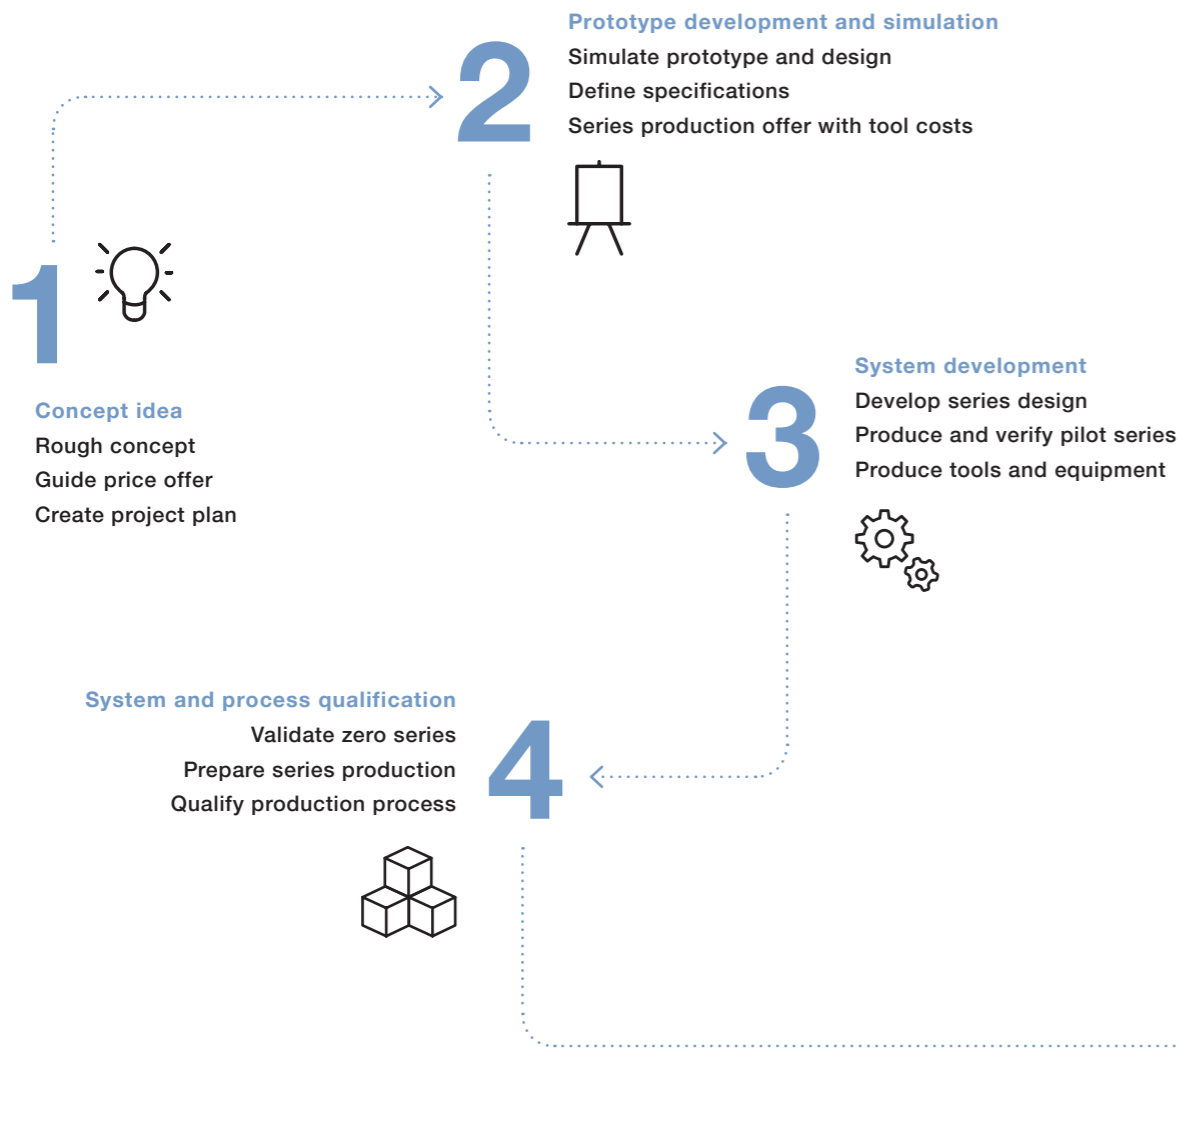 1
Concept idea
Rough concept
Guide price offer
Create project plan
2
Prototype development and simulation
Simulate prototype and design
Define specifications
Series production offer with tool costs
3
System development
Develop series design
Produce and verify pilot series
Produce tools and equipment
4
System and process qualification
Validate zero series
Prepare series production
Qualify production process